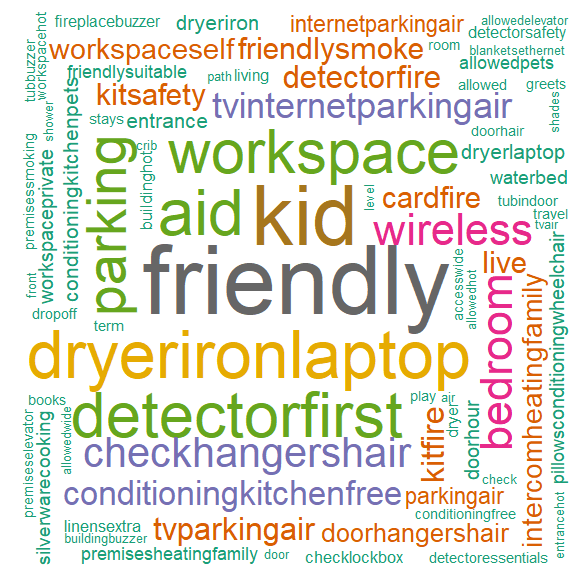 fireplacebuzzer
dryeriron
internetparkingair
allowedelevator
detectorsafety
workspacehot
tubbuzzer
workspaceself
friendlysmoke
room
blanketsethernet
friendlysuitable
detectorfire
allowedpets
path
living
allowed
greets
kitsafety
tvinternetparkingair
shades
stays
entrance
doorhair
shower
conditioningkitchenpets
crib
workspace
dryerlaptop
premisessmoking
workspaceprivate
parking
buildinghot
aid
kid
level
cardfire
waterbed
tubindoor
travel
tvair
wireless
friendly
accesswide
allowedhot
live
front
dropoff
term
bedroom
intercomheatingfamily
pillowsconditioningwheelchair
dryerironlaptop
books
detectorfirst
play
air
dryer
kitfire
doorhour
premiseselevator
silverwarecooking
allowedwide
checkhangershair
check
conditioningkitchenfree
parkingair
conditioningfree
linensextra
buildingbuzzer
tvparkingair
doorhangershair
entrancehot
premisesheatingfamily
door
checklockbox
detectoressentials